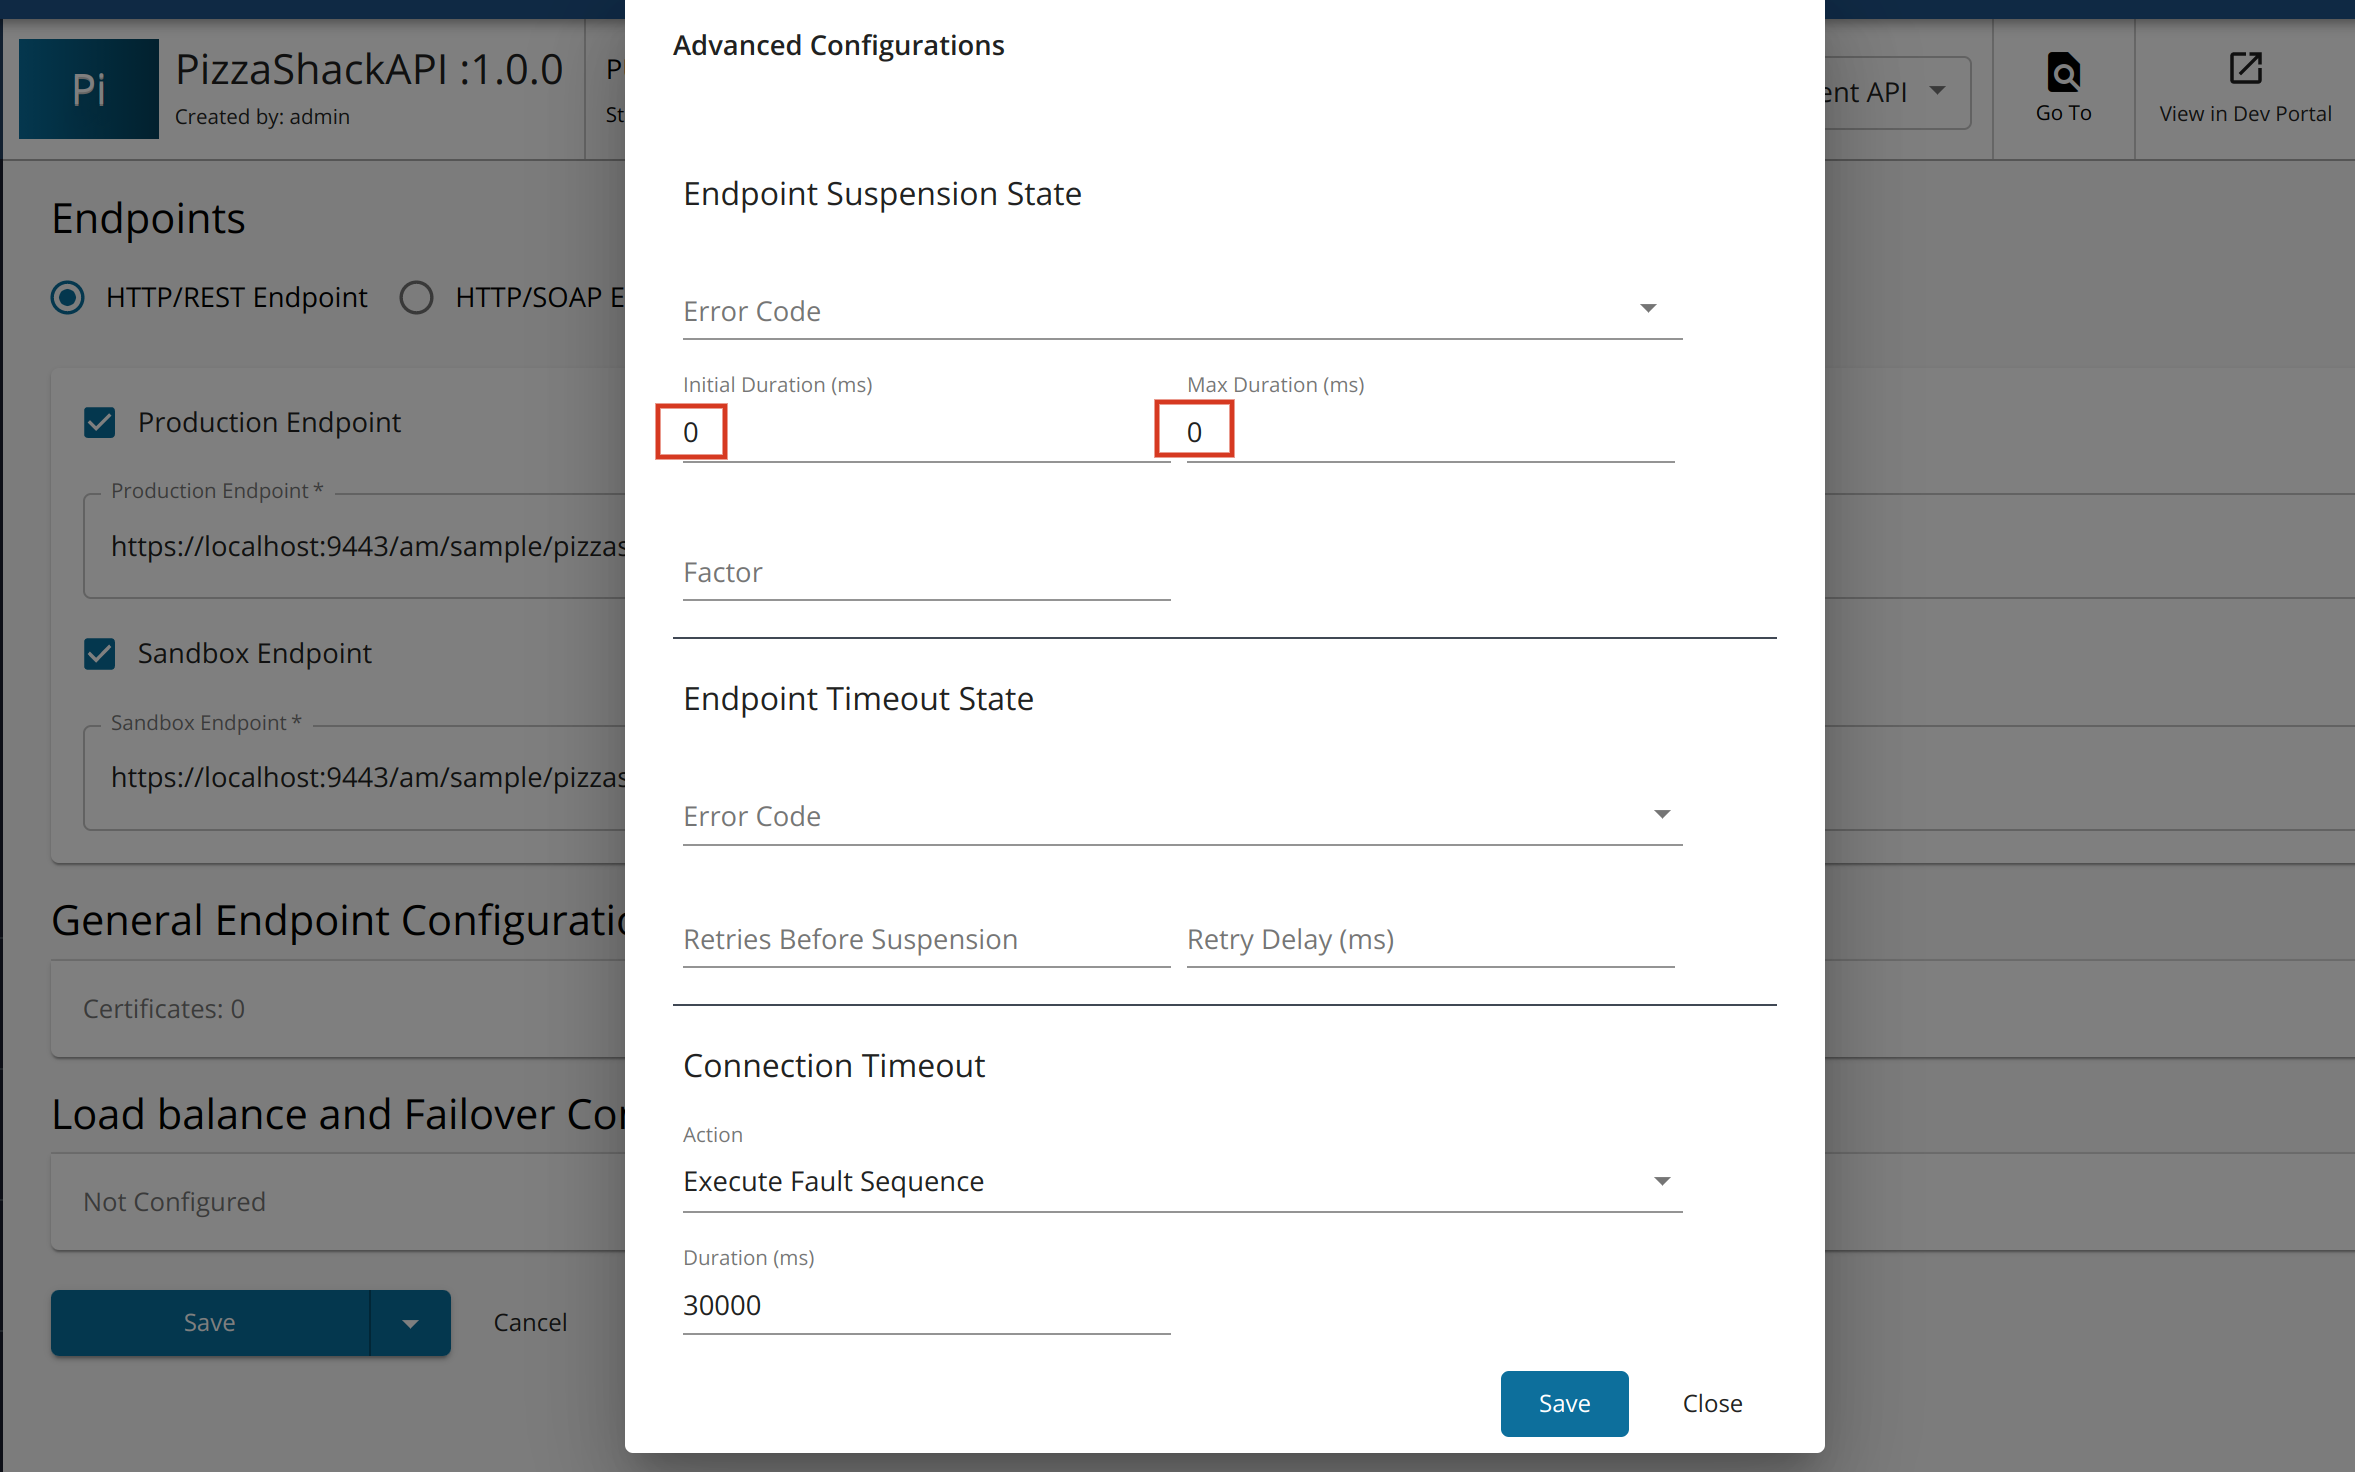 Pi
PizzaShackAPI :1.0.0
Created by: admin
Go To
View in Dev Portal
Endpoints
HTTP/REST Endpoint
HTTP/SOAP
Production Endpoint
Production Endpoint *
https://localhost:9443/am/sample/pizzas
Sandbox Endpoint
Sandbox Endpoint *
https://localhost:9443/am/sample/pizzas
General Endpoint
Certificates: 0
Load balance and Failover
Not Configured
Save
Cancel
Advanced Configurations
Endpoint Suspension State
Error Code
Initial Duration (ms)
0
Max Duration (ms)
0
Factor
Endpoint Timeout State
Error Code
Retries Before Suspension
Retry Delay (ms)
Connection Timeout
Action
Execute Fault Sequence
Duration (ms)
30000
Save
Close
API